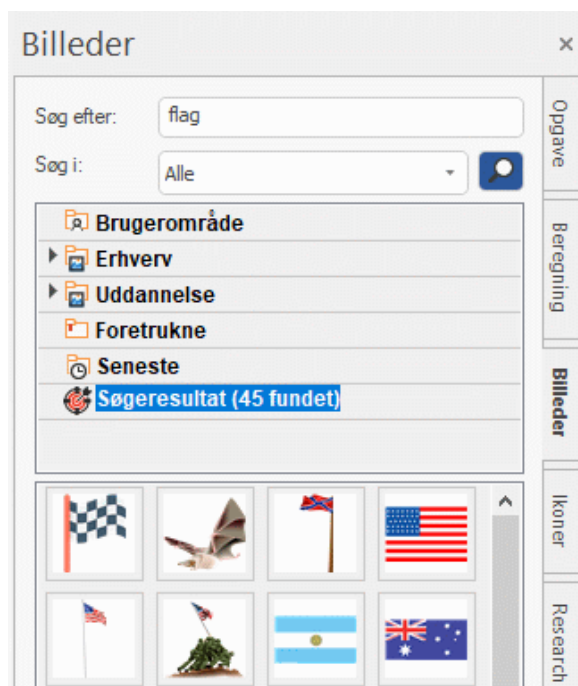 Billeder
Søg efter:
flag
Søg i:
Alle
Brugerområde
Erhverv
Uddannelse
Foretrukne
Seneste
Søgeresultat (45 fundet)
Opgave
Beregning
Billeder
Ikoner
Research